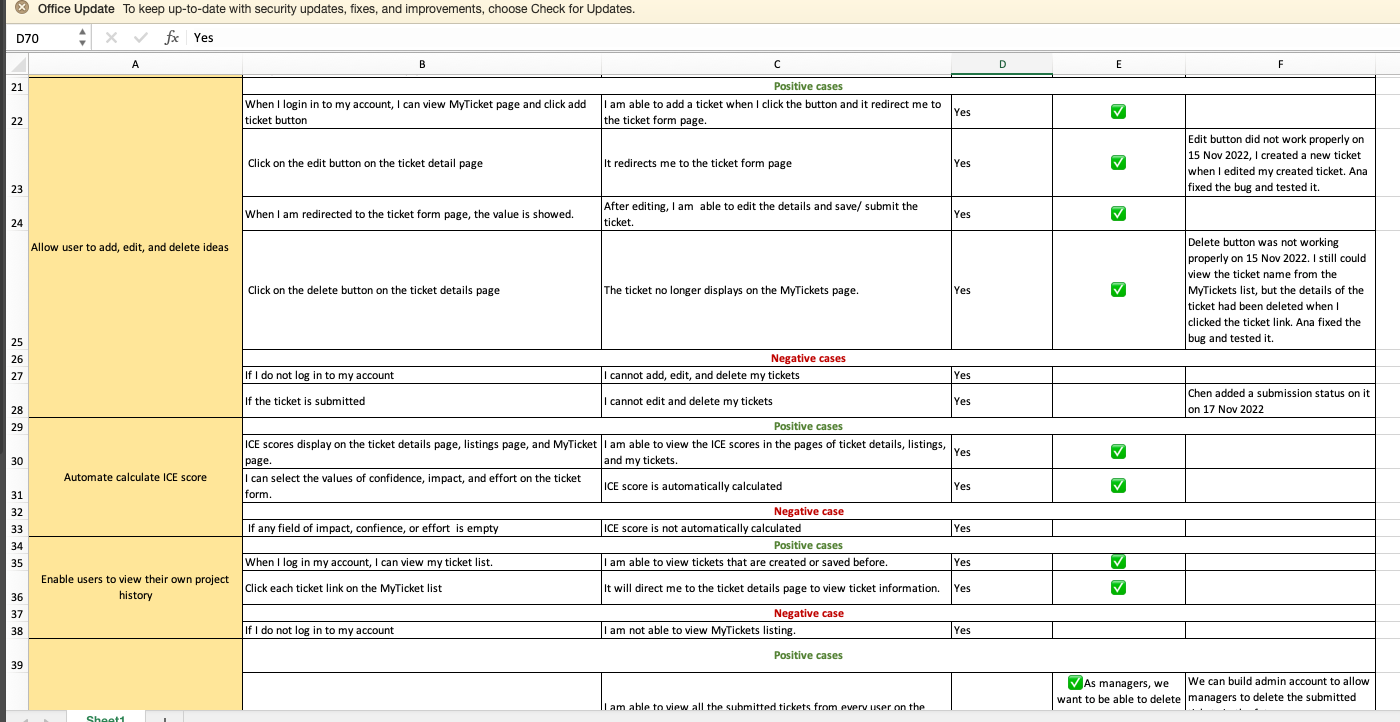 Office Update To keep up-to-date with security updates, fixes, and improvements, choose Check for Updates.
D70 fx Yes
A B C D E F
21 Positive cases
22 When I login in to my account, I can view MyTicket page and click add
ticket button
I am able to add a ticket when I click the button and it redirect me to
the ticket form page.
Yes ✅
23 Click on the edit button on the ticket detail page
It redirects me to the ticket form page
Yes ✅
Edit button did not work properly on
15 Nov 2022, I created a new ticket
when I edited my created ticket. Ana
fixed the bug and tested it.
24 When I am redirected to the ticket form page, the value is showed.
After editing, I am able to edit the details and save/ submit the
ticket.
Yes ✅
Allow user to add, edit, and delete ideas
25 Click on the delete button on the ticket details page
The ticket no longer displays on the MyTickets page.
Yes ✅
Delete button was not working
properly on 15 Nov 2022. I still could
view the ticket name from the
MyTickets list, but the details of the
ticket had been deleted when I
clicked the ticket link. Ana fixed the
bug and tested it.
26 Negative cases
27 If I do not log in to my account
I cannot add, edit, and delete my tickets
Yes
28 If the ticket is submitted
I cannot edit and delete my tickets
Yes
Chen added a submission status on it
on 17 Nov 2022
29 Positive cases
30 ICE scores display on the ticket details page, listings page, and MyTicket
page.
I am able to view the ICE scores in the pages of ticket details, listings,
and my tickets.
Yes ✅
Automate calculate ICE score
31 I can select the values of confidence, impact, and effort on the ticket
form.
ICE score is automatically calculated
Yes ✅
32 Negative case
33 If any field of impact, confience, or effort is empty
ICE score is not automatically calculated
Yes
34 Positive cases
35 When I log in my account, I can view my ticket list.
I am able to view tickets that are created or saved before.
Yes ✅
Enable users to view their own project
history
36 Click each ticket link on the MyTicket list
It will direct me to the ticket details page to view ticket information.
Yes ✅
37 Negative case
38 If I do not log in to my account
I am not able to view MyTickets listing.
Yes
39 Positive cases
I am able to view all the submitted tickets from every user on the
✅As managers, we
want to be able to delete
We can build admin account to allow
managers to delete the submitted
Sheet1 +